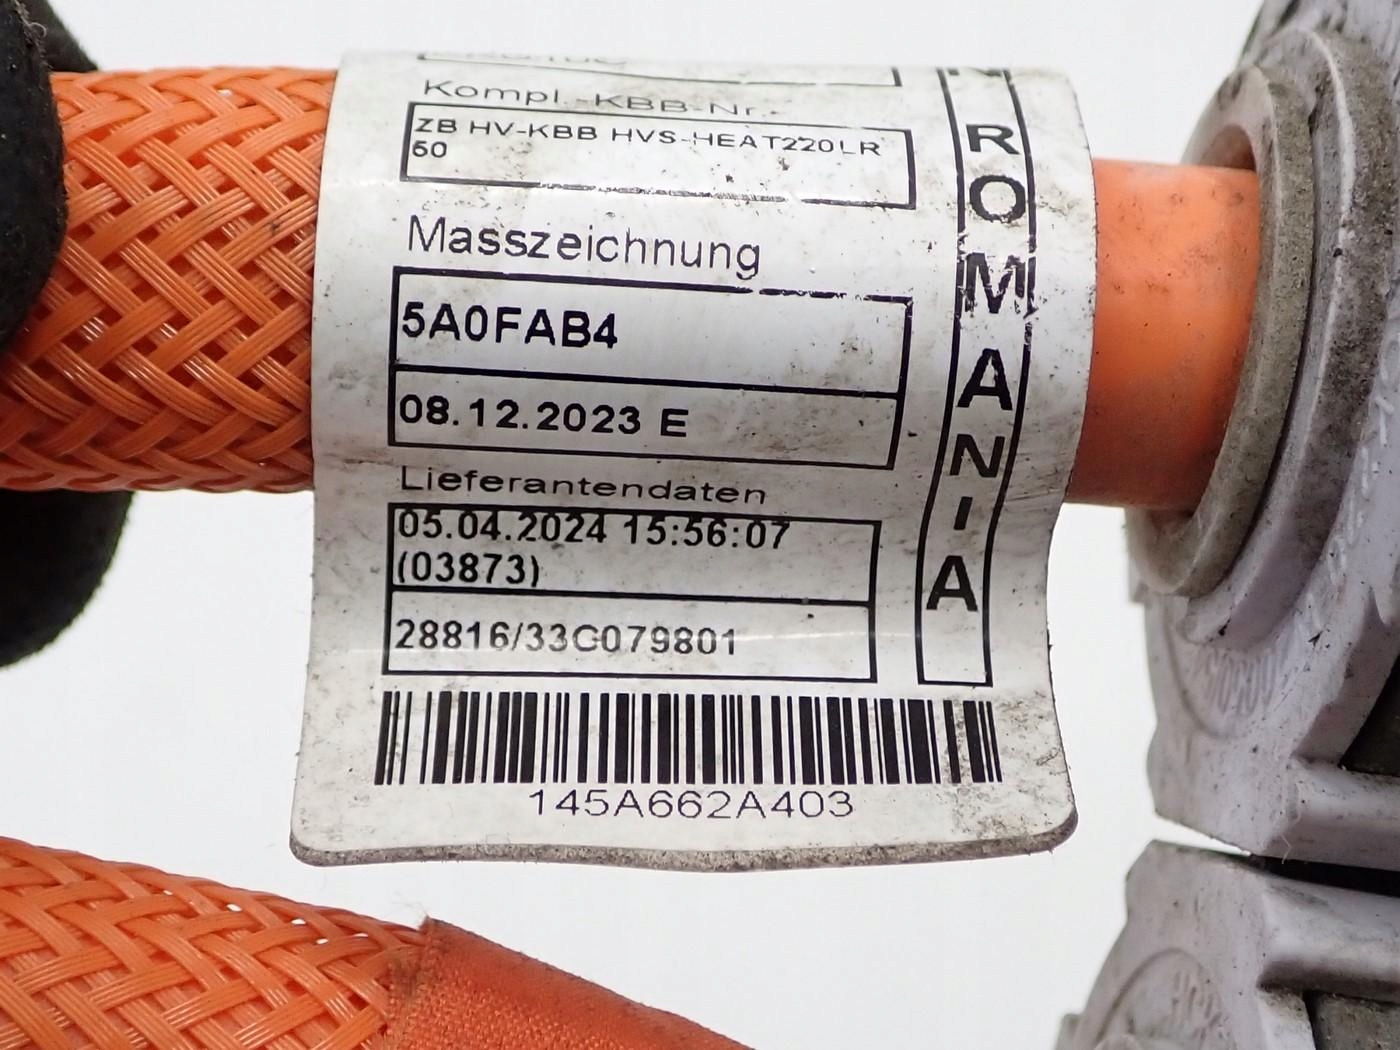 Kompl.-KBB-Nr.-
ZB HV-KBB HVS-HEAT220LR
60
Masszeichnung
5A0FAB4
08.12.2023 E
Lieferantendaten
05.04.2024 15:56:07
(03873)
28816/33G079801
145A662A403
ROMANIA